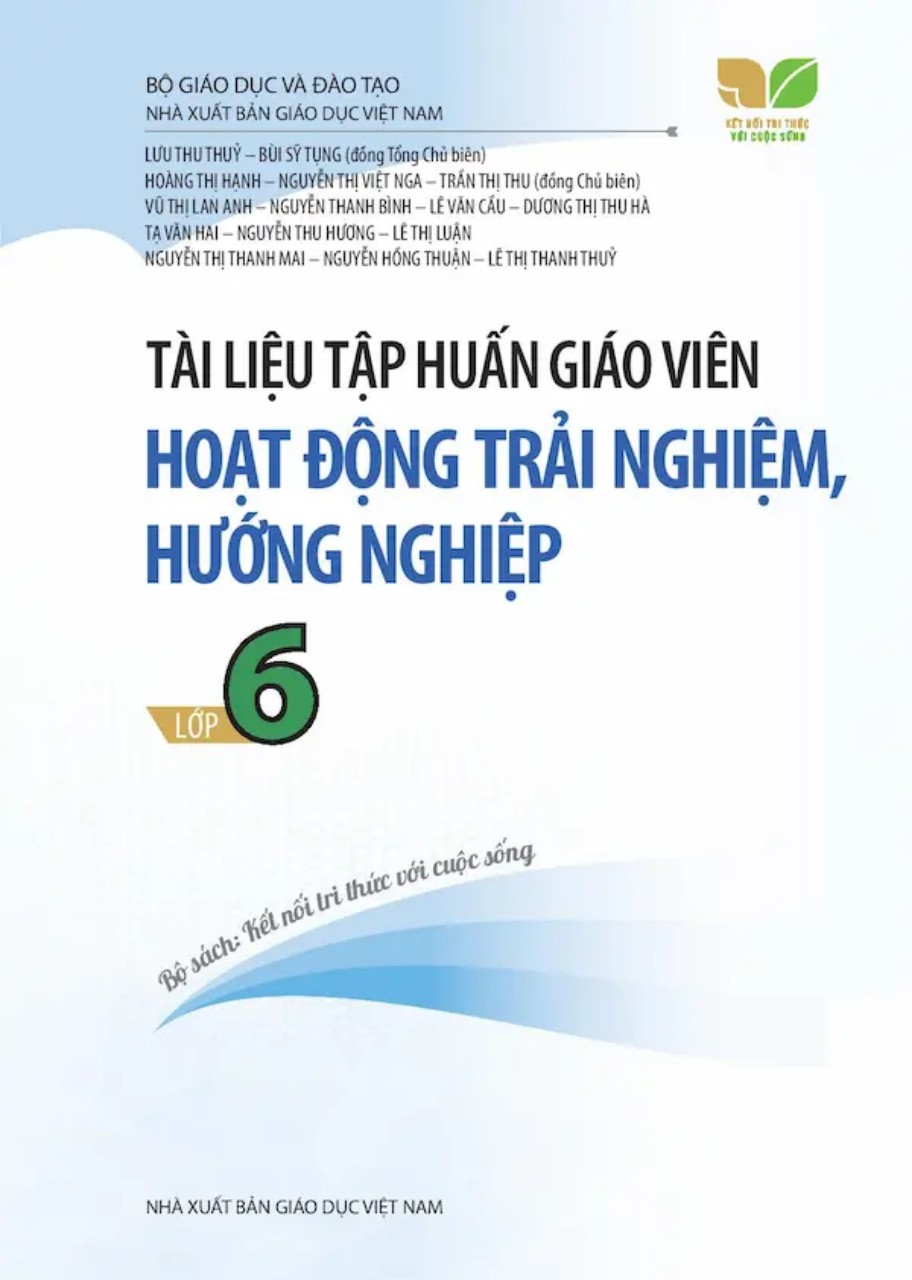 BỘ GIÁO DỤC VÀ ĐÀO TẠO
NHÀ XUẤT BẢN GIÁO DỤC VIỆT NAM
KẾT NỐI TRI THỨC
VỚI CUỘC SỐNG
LƯU THU THUỶ – BÙI SỸ TỤNG (đồng Tổng Chủ biên)
HOÀNG THỊ HẠNH – NGUYỄN THỊ VIỆT NGA – TRẦN THỊ THU (đồng Chủ biên)
VŨ THỊ LAN ANH – NGUYỄN THANH BÌNH – LÊ VĂN CẦU – DƯƠNG THỊ THU HÀ
TẠ VĂN HAI – NGUYỄN THU HƯƠNG – LÊ THỊ LUẬN
NGUYỄN THỊ THANH MAI – NGUYỄN HỒNG THUẬN – LÊ THỊ THANH THUỶ
TÀI LIỆU TẬP HUẤN GIÁO VIÊN
HOẠT ĐỘNG TRẢI NGHIỆM,
HƯỚNG NGHIỆP
LỚP 6
Bộ sách: Kết nối tri thức với cuộc sống
NHÀ XUẤT BẢN GIÁO DỤC VIỆT NAM